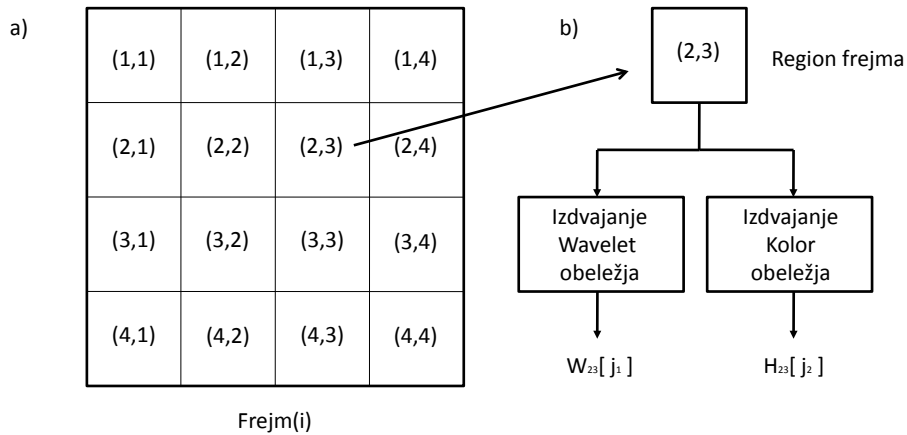 a)
(1,1) (1,2) (1,3) (1,4)
(2,1) (2,2) (2,3) (2,4)
(3,1) (3,2) (3,3) (3,4)
(4,1) (4,2) (4,3) (4,4)
Frejm(i)
b)
(2,3)
Region frejma
Izdvajanje
Wavelet
obeležja
Izdvajanje
Kolor
obeležja
W₂₃[ j₁ ]
H₂₃[ j₂ ]